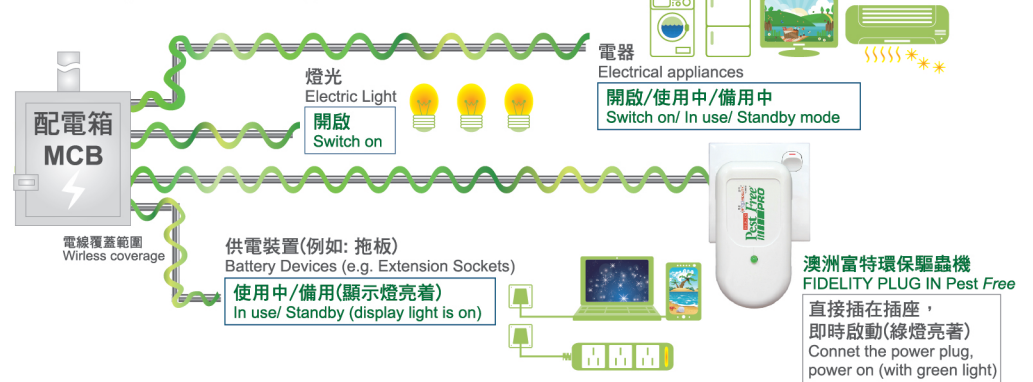 電器
Electrical appliances
開啟/使用中/備用中
Switch on/ In use/ Standby mode
燈光
Electric Light
開啟
Switch on
配電箱
MCB
電線覆蓋範圍
Wirless coverage
供電裝置(例如: 拖板)
Battery Devices (e.g. Extension Sockets)
使用中/備用(顯示燈亮着)
In use/ Standby (display light is on)
Pest Free
PRO
澳洲富特環保驅蟲機
FIDELITY PLUG IN Pest Free
直接插在插座，
即時啟動(綠燈亮著)
Connet the power plug,
power on (with green light)